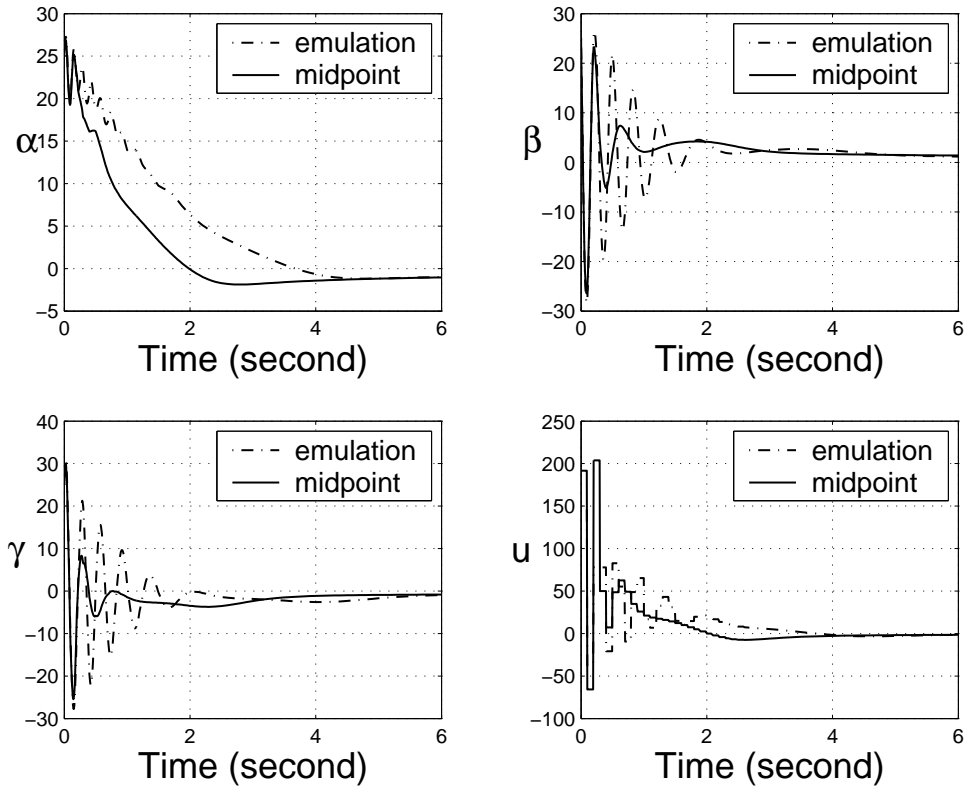 30
25
20
15
10
5
0
−5
α
emulation
midpoint
0 2 4 6
Time (second)
30
20
10
0
−10
−20
−30
β
emulation
midpoint
0 2 4 6
Time (second)
40
30
20
10
0
−10
−20
−30
γ
emulation
midpoint
0 2 4 6
Time (second)
250
200
150
100
50
0
−50
−100
u
emulation
midpoint
0 2 4 6
Time (second)